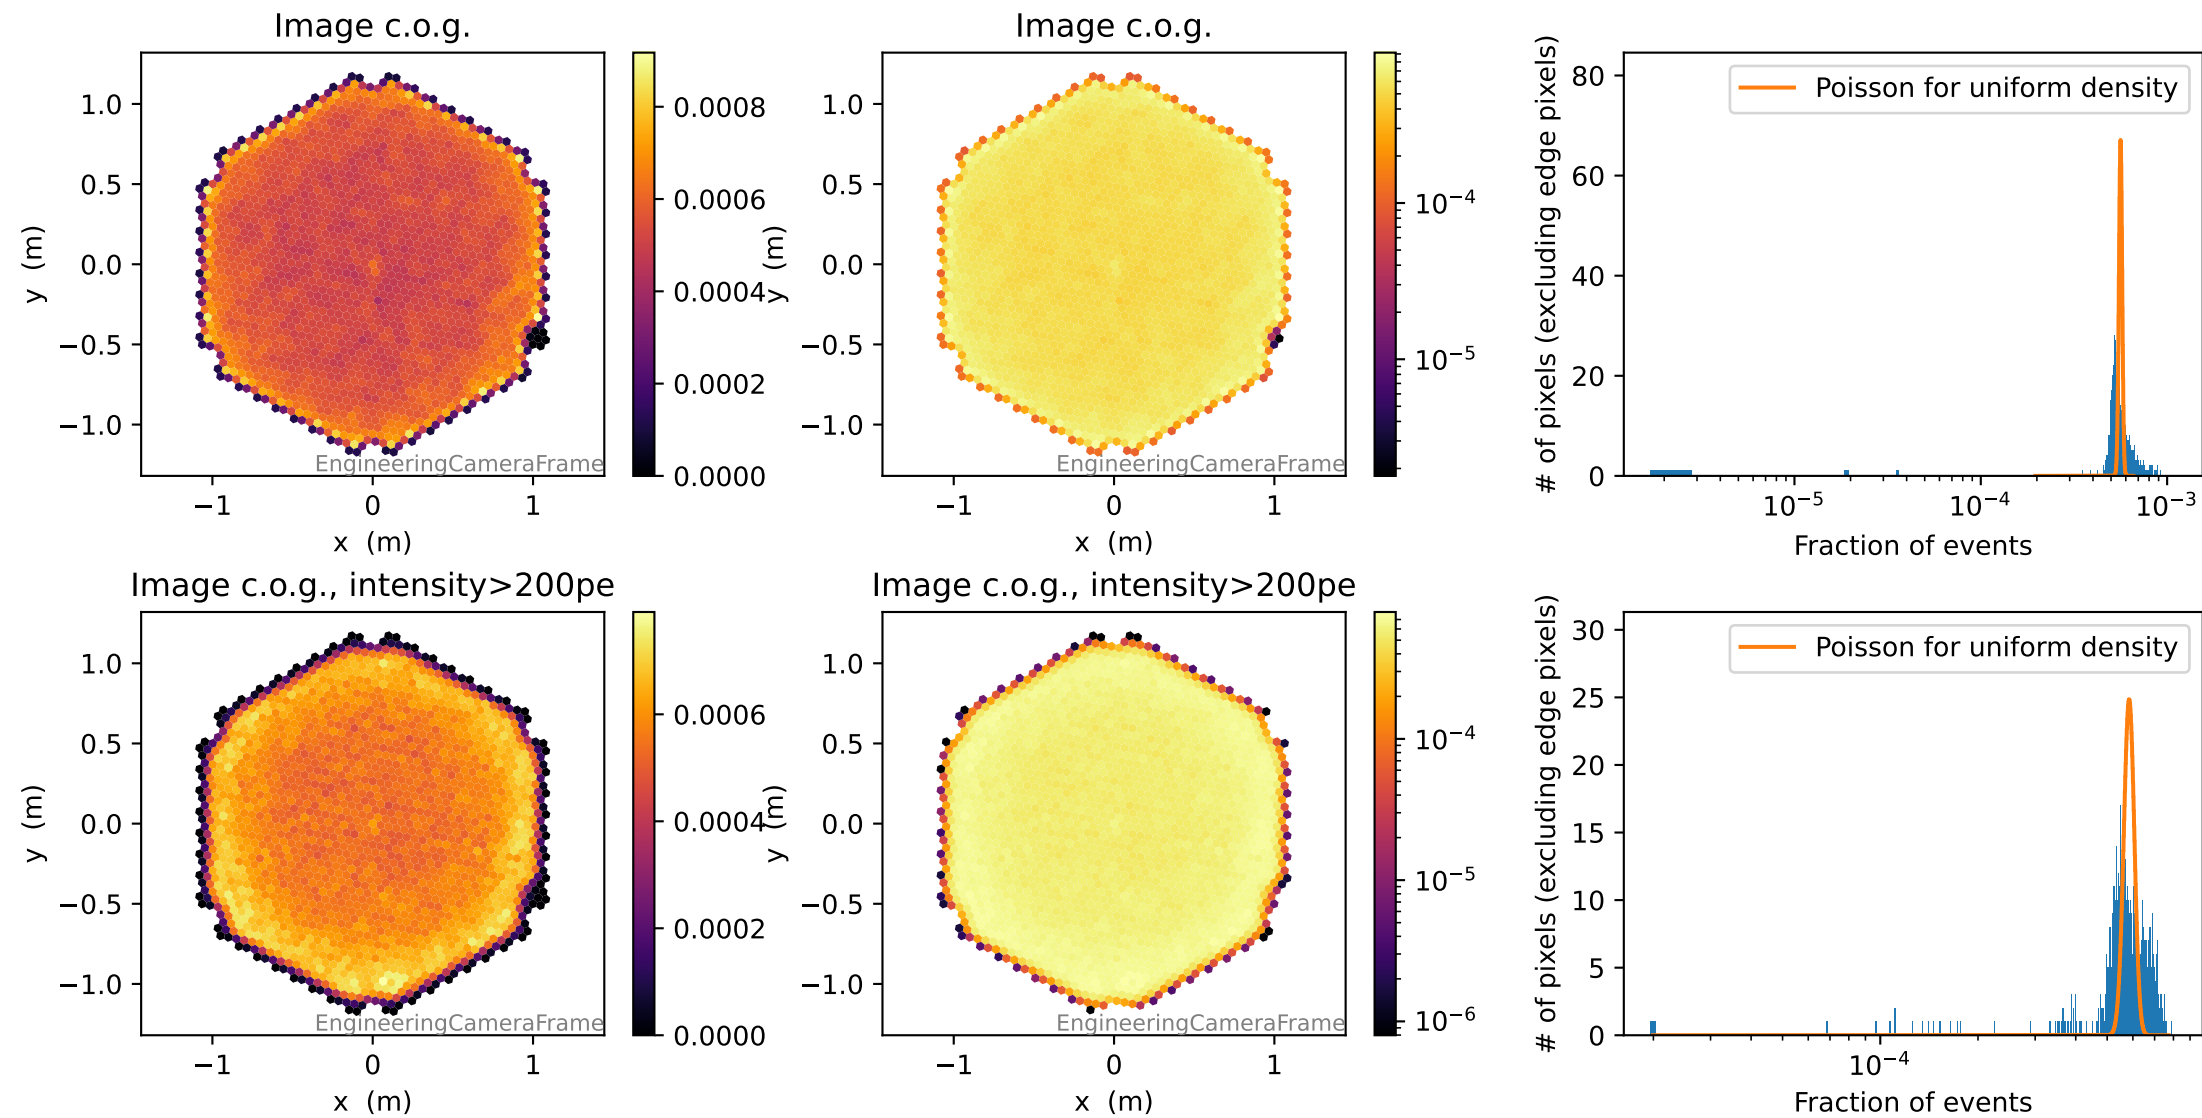 Image c.o.g.
1.0
0.5
0.0
−0.5
−1.0
y (m)
−1
0
1
x (m)
EngineeringCameraFrame
0.0008
0.0006
0.0004
0.0002
0.0000
Image c.o.g.
1.0
0.5
0.0
−0.5
−1.0
y (m)
−1
0
1
x (m)
EngineeringCameraFrame
10⁻⁴
10⁻⁵
# of pixels (excluding edge pixels)
80
60
40
20
0
Poisson for uniform density
10⁻⁵
10⁻⁴
10⁻³
Fraction of events
Image c.o.g., intensity>200pe
1.0
0.5
0.0
−0.5
−1.0
y (m)
−1
0
1
x (m)
EngineeringCameraFrame
0.0006
0.0004
0.0002
0.0000
Image c.o.g., intensity>200pe
1.0
0.5
0.0
−0.5
−1.0
y (m)
−1
0
1
x (m)
EngineeringCameraFrame
10⁻⁴
10⁻⁵
10⁻⁶
# of pixels (excluding edge pixels)
30
25
20
15
10
5
0
Poisson for uniform density
10⁻⁴
Fraction of events